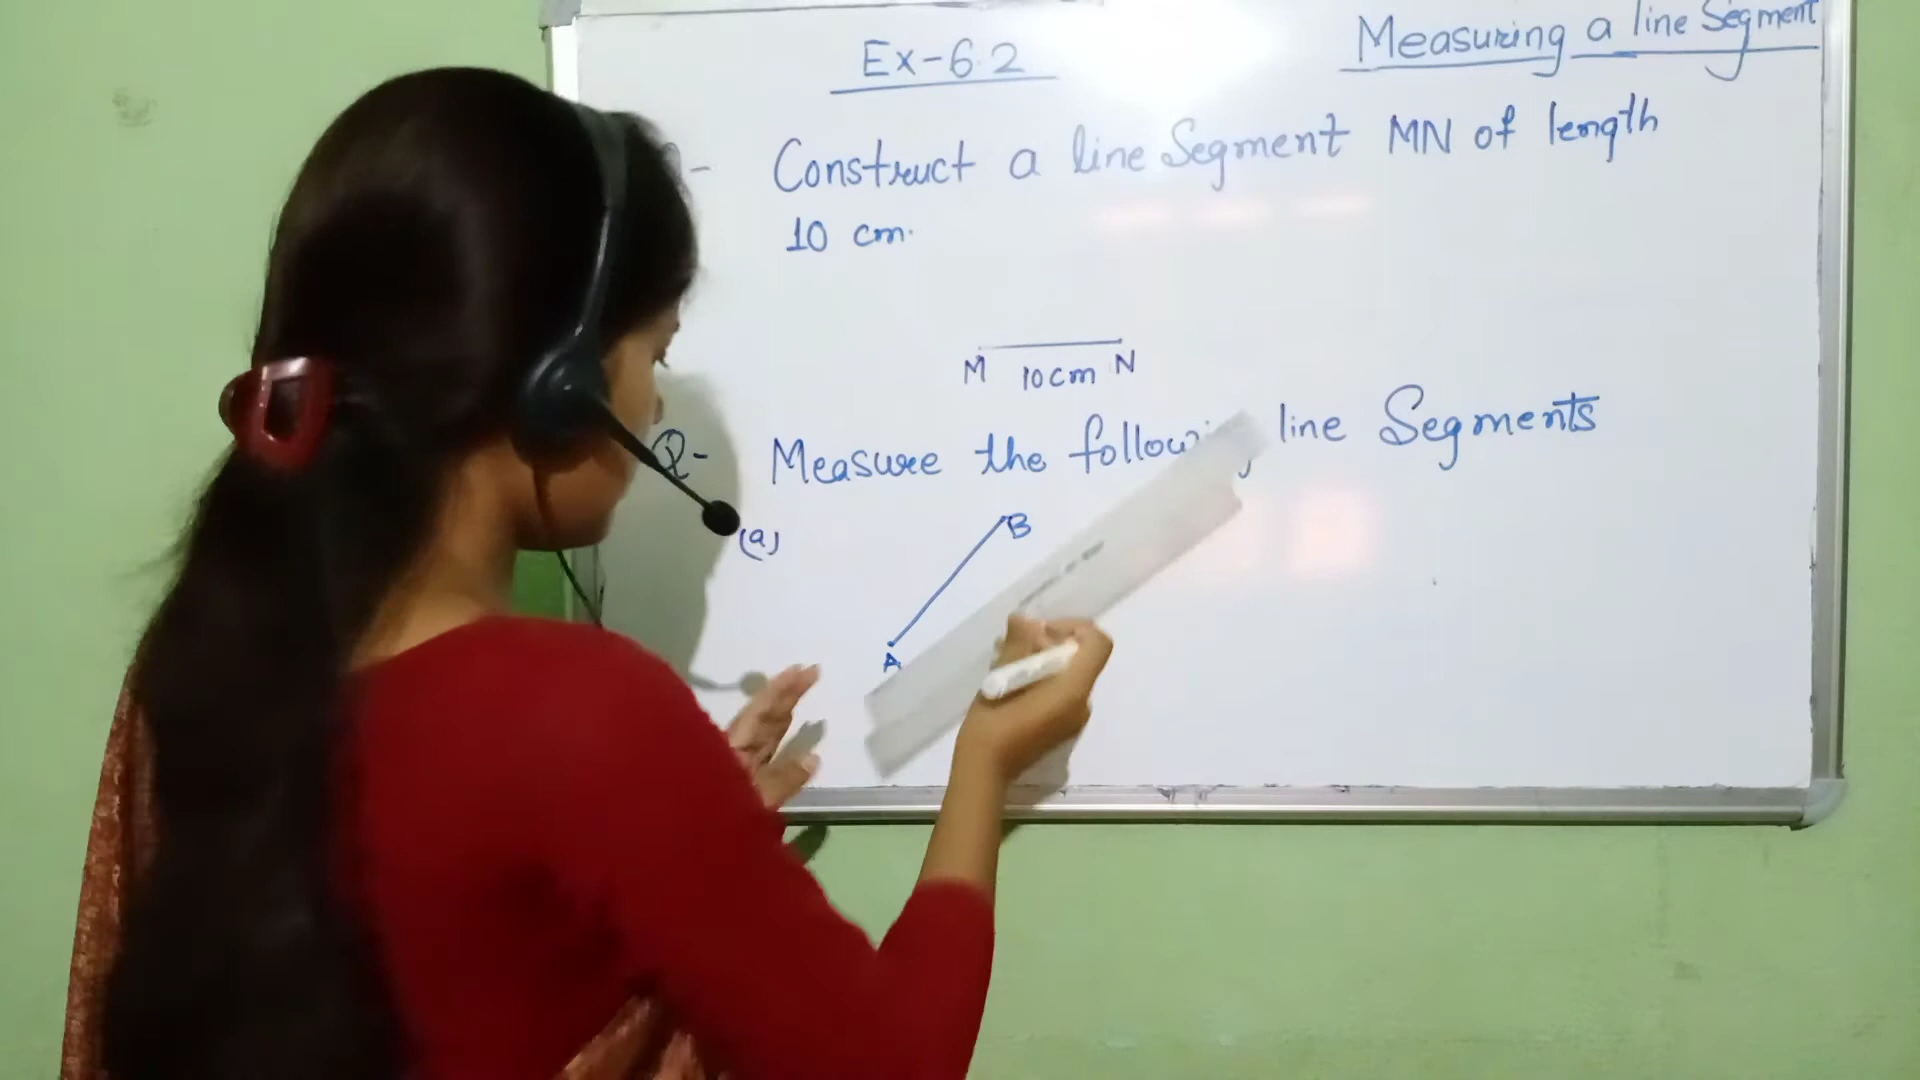 Ex-6.2
Measuring a line Segment
Construct a line Segment MN of length
10 cm.
M 10cm N
Q- Measure the following line Segments
(a)
B
A